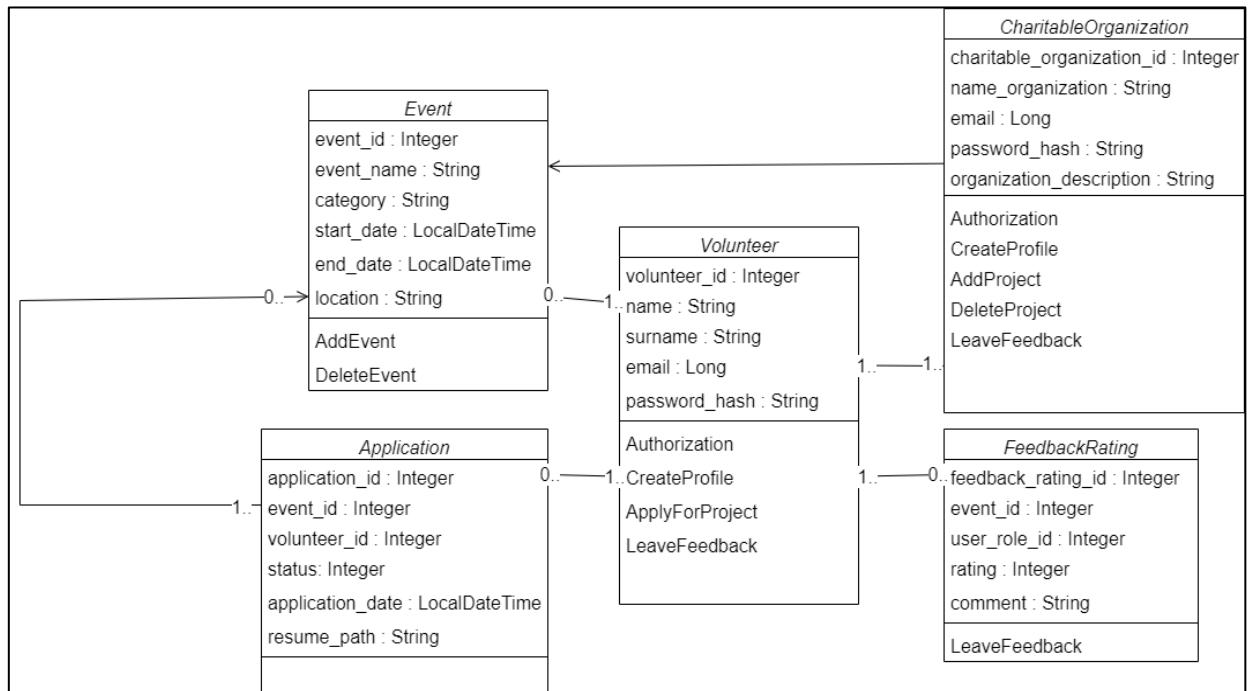 CharitableOrganization
charitable_organization_id : Integer
name_organization : String
email : Long
password_hash : String
organization_description : String
Authorization
CreateProfile
AddProject
DeleteProject
LeaveFeedback
Event
event_id : Integer
event_name : String
category : String
start_date : LocalDateTime
end_date : LocalDateTime
location : String
AddEvent
DeleteEvent
0..
0..
1..
Volunteer
volunteer_id : Integer
name : String
surname : String
email : Long
password_hash : String
Authorization
CreateProfile
ApplyForProject
LeaveFeedback
1..
1..
Application
application_id : Integer
event_id : Integer
volunteer_id : Integer
status: Integer
application_date : LocalDateTime
resume_path : String
1..
0..
1..
1..
0..
FeedbackRating
feedback_rating_id : Integer
event_id : Integer
user_role_id : Integer
rating : Integer
comment : String
LeaveFeedback